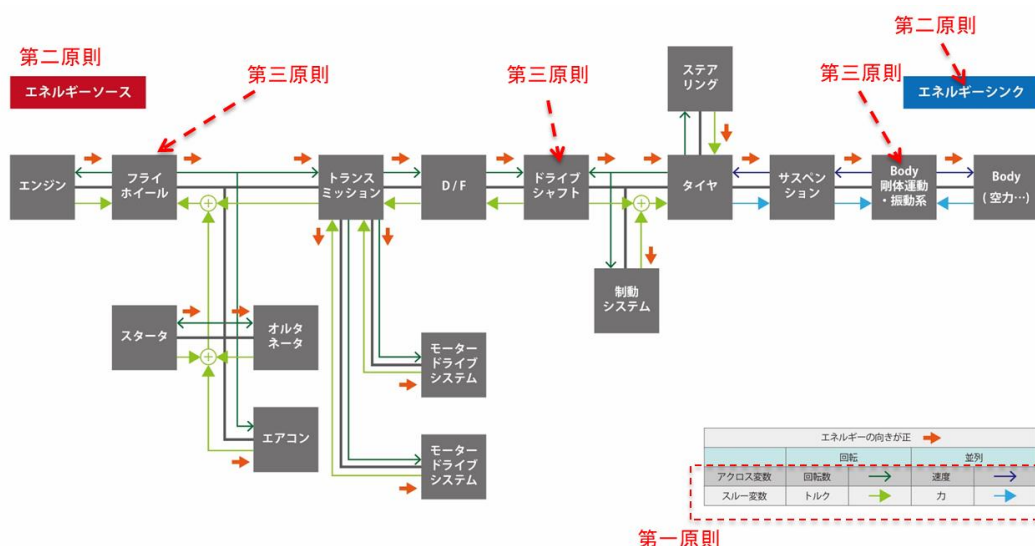 第二原則
エネルギーソース
第三原則
第三原則
ステア
リング
第二原則
第三原則
エネルギーシンク
エンジン
フライ
ホイール
トランス
ミッション
D / F
ドライブ
シャフト
タイヤ
サスペン
ション
Body
剛体運動
・振動系
Body
( 空力…)
制動
システム
スタータ
オルタ
ネータ
モーター
ドライブ
システム
エアコン
モーター
ドライブ
システム
エネルギーの向きが正
回転 並列
アクロス変数 回転数 速度
スルー変数 トルク 力
第一原則